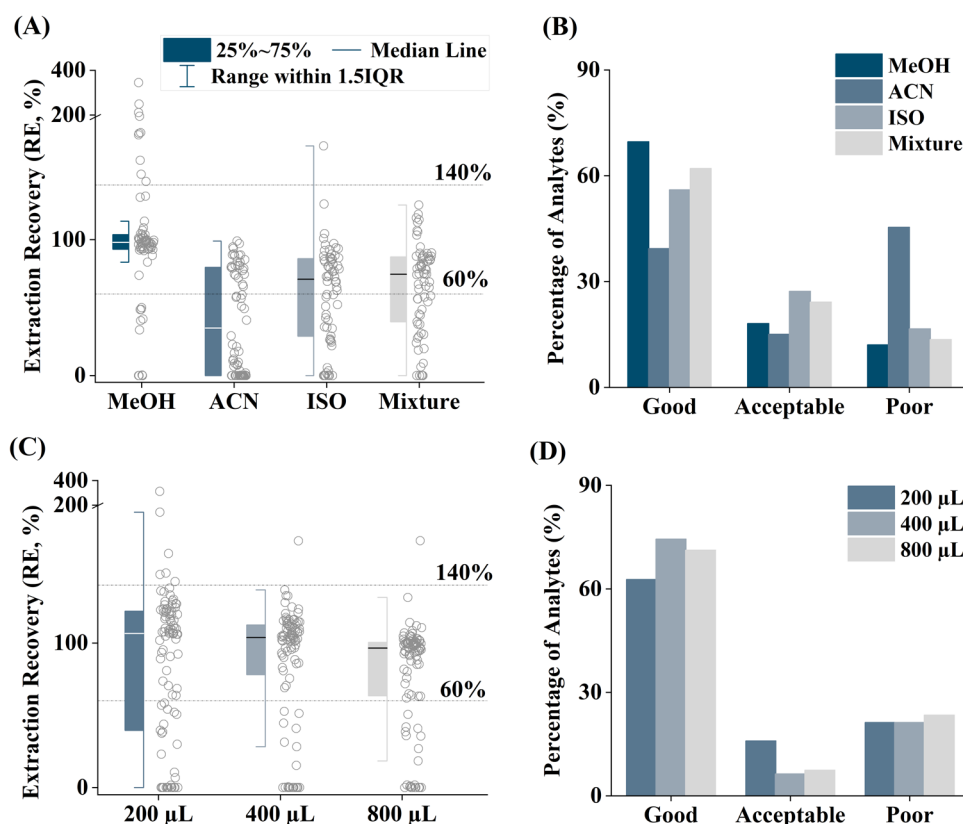 (A)
25%~75%
Median Line
Range within 1.5IQR
Extraction Recovery (RE, %)
400
200
100
0
140%
60%
MeOH
ACN
ISO
Mixture
(B)
MeOH
ACN
ISO
Mixture
Percentage of Analytes (%)
90
60
30
0
Good
Acceptable
Poor
(C)
Extraction Recovery (RE, %)
400
200
100
0
140%
60%
200 µL
400 µL
800 µL
(D)
200 µL
400 µL
800 µL
Percentage of Analytes (%)
90
60
30
0
Good
Acceptable
Poor